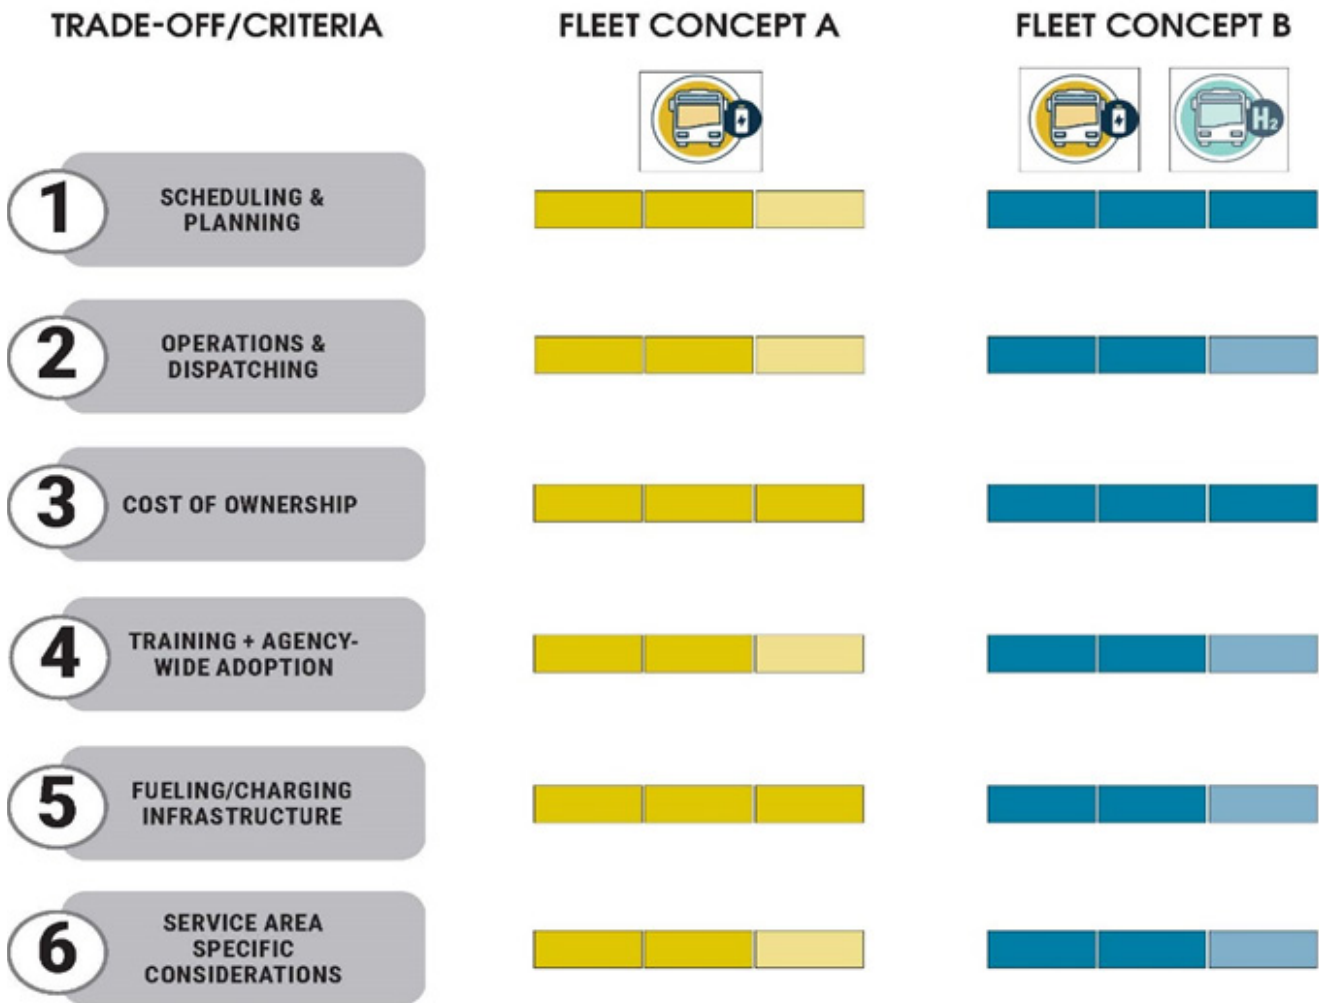 TRADE-OFF/CRITERIA
FLEET CONCEPT A
FLEET CONCEPT B
H2
1
SCHEDULING &
PLANNING
2
OPERATIONS &
DISPATCHING
3
COST OF OWNERSHIP
4
TRAINING + AGENCY-
WIDE ADOPTION
5
FUELING/CHARGING
INFRASTRUCTURE
6
SERVICE AREA
SPECIFIC
CONSIDERATIONS